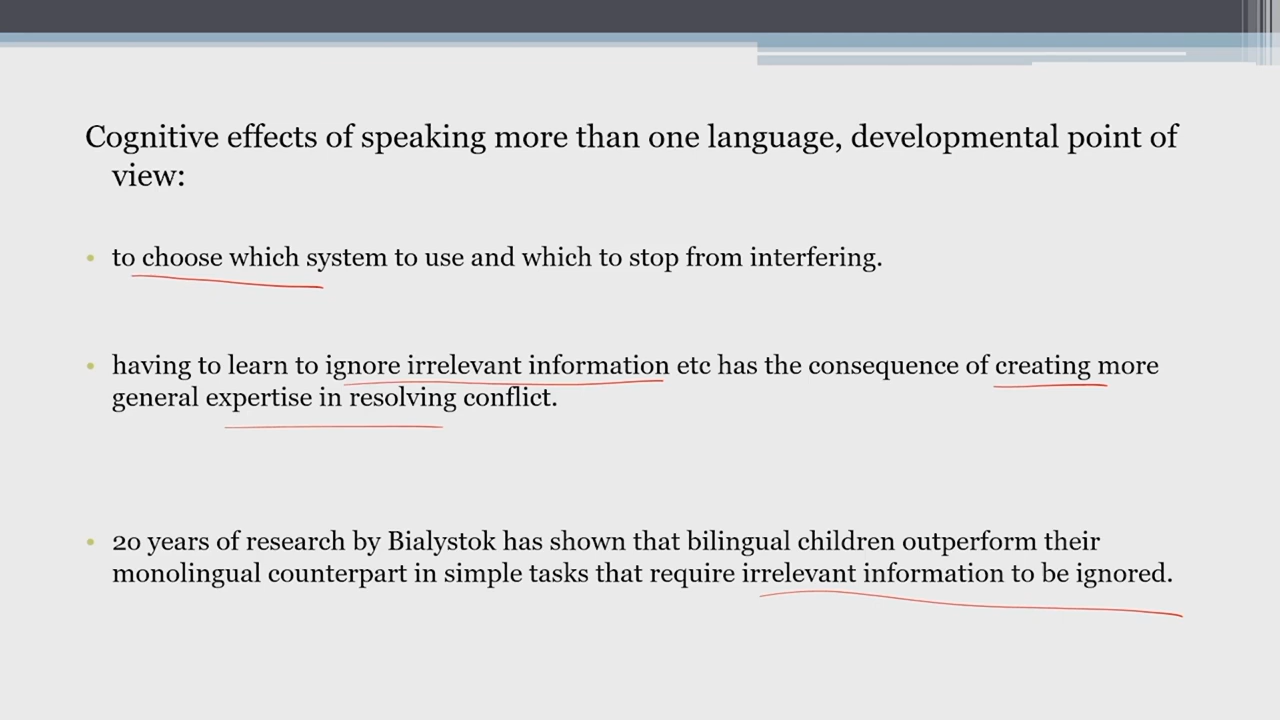 Cognitive effects of speaking more than one language, developmental point of
view:
• to choose which system to use and which to stop from interfering.
• having to learn to ignore irrelevant information etc has the consequence of creating more
general expertise in resolving conflict.
• 20 years of research by Bialystok has shown that bilingual children outperform their
monolingual counterpart in simple tasks that require irrelevant information to be ignored.